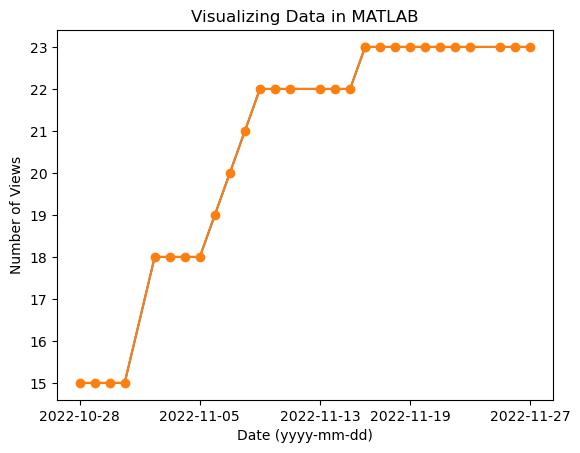 Visualizing Data in MATLAB
23
22
21
20
19
18
17
16
15
Number of Views
2022-10-28 2022-11-05 2022-11-13 2022-11-19 2022-11-27
Date (yyyy-mm-dd)